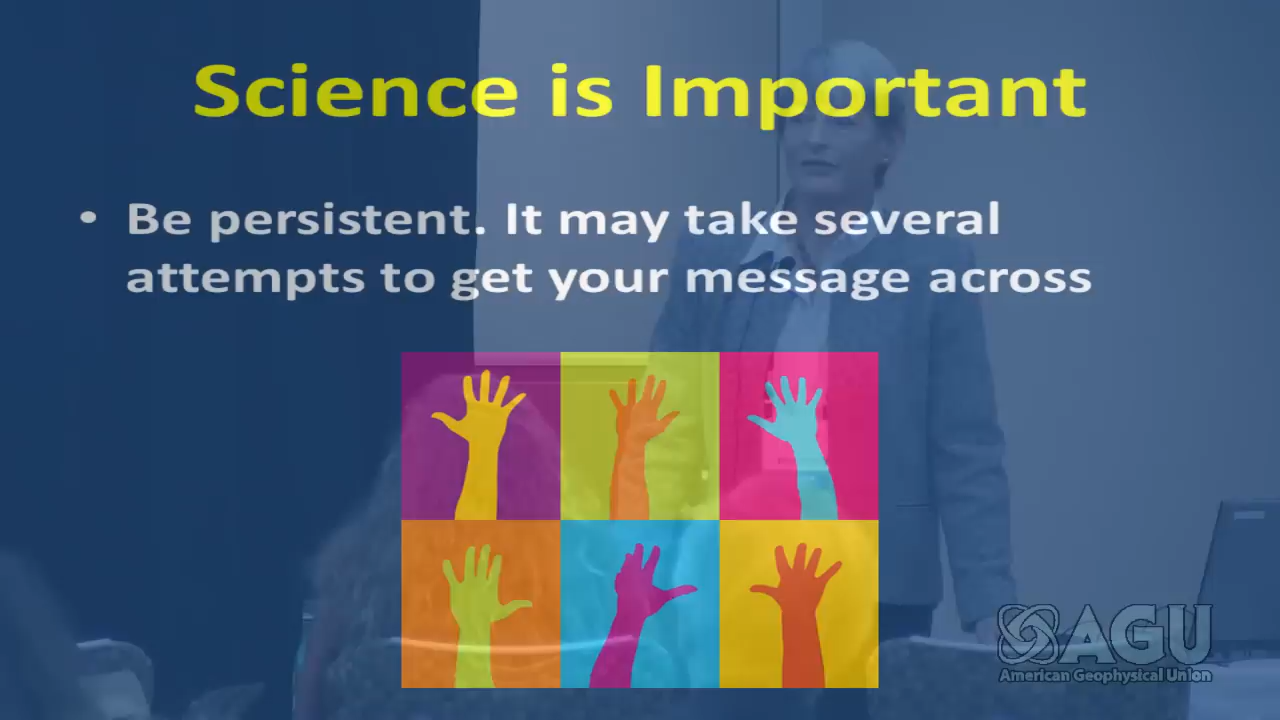 Science is Important
• Be persistent. It may take several
attempts to get your message across
AGU
American Geophysical Union